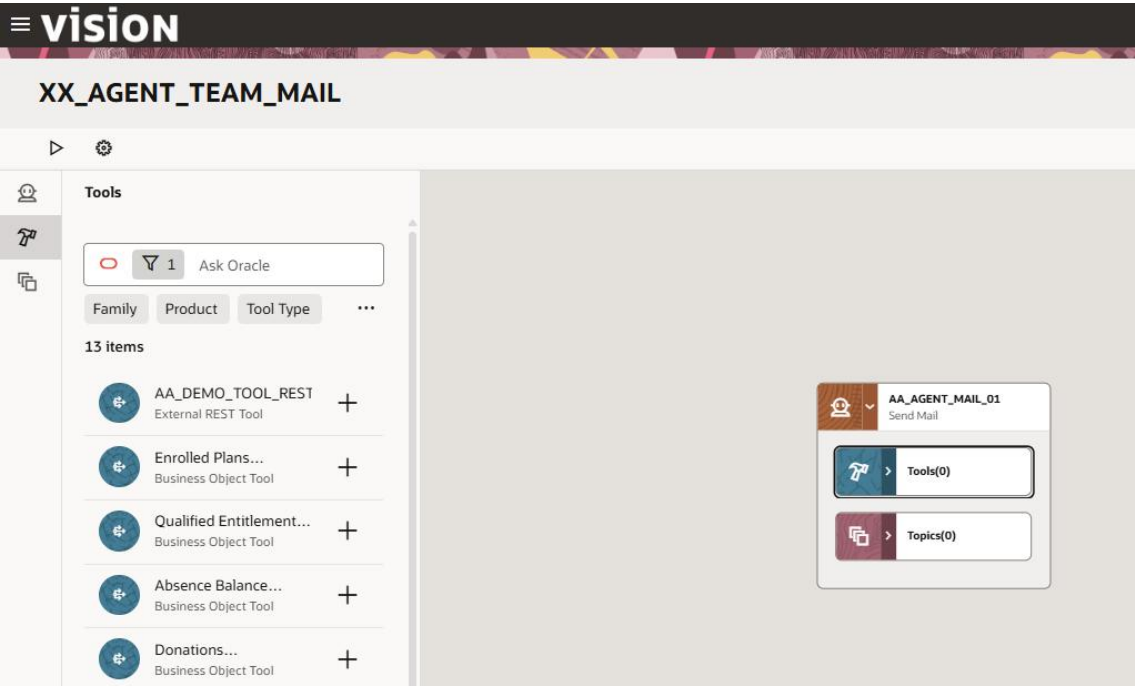 vision
XX_AGENT_TEAM_MAIL
Tools
1 Ask Oracle
Family Product Tool Type ...
13 items
AA_DEMO_TOOL_REST
External REST Tool
Enrolled Plans...
Business Object Tool
Qualified Entitlement...
Business Object Tool
Absence Balance...
Business Object Tool
Donations...
Business Object Tool
AA_AGENT_MAIL_01
Send Mail
Tools(0)
Topics(0)